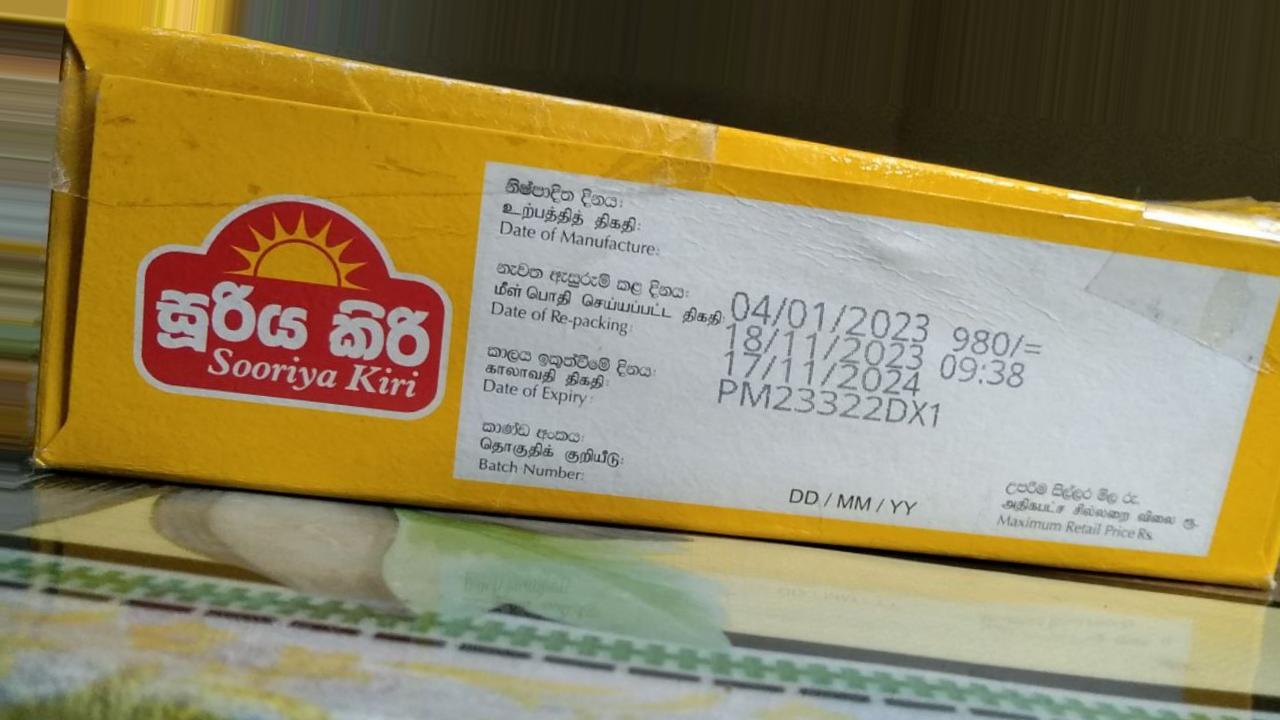 සූරිය කිරි
Sooriya Kiri
නිෂ්පාදිත දිනය:
உற்பத்தித் திகதி:
Date of Manufacture:
නැවත ඇසුරුම් කළ දිනය:
மீள் பொதி செய்யப்பட்ட திகதி:
Date of Re-packing:
කාලය ඉකුත්වීමේ දිනය:
காலாவதி திகதி:
Date of Expiry:
කාණ්ඩ අංකය:
தொகுதிக் குறியீடு:
Batch Number:
04/01/2023 980/=
18/11/2023 09:38
17/11/2024
PM23322DX1
DD / MM / YY
උපරිම සිල්ලර මිල රු.
அதிகபட்ச சில்லறை விலை ரூ.
Maximum Retail Price Rs.